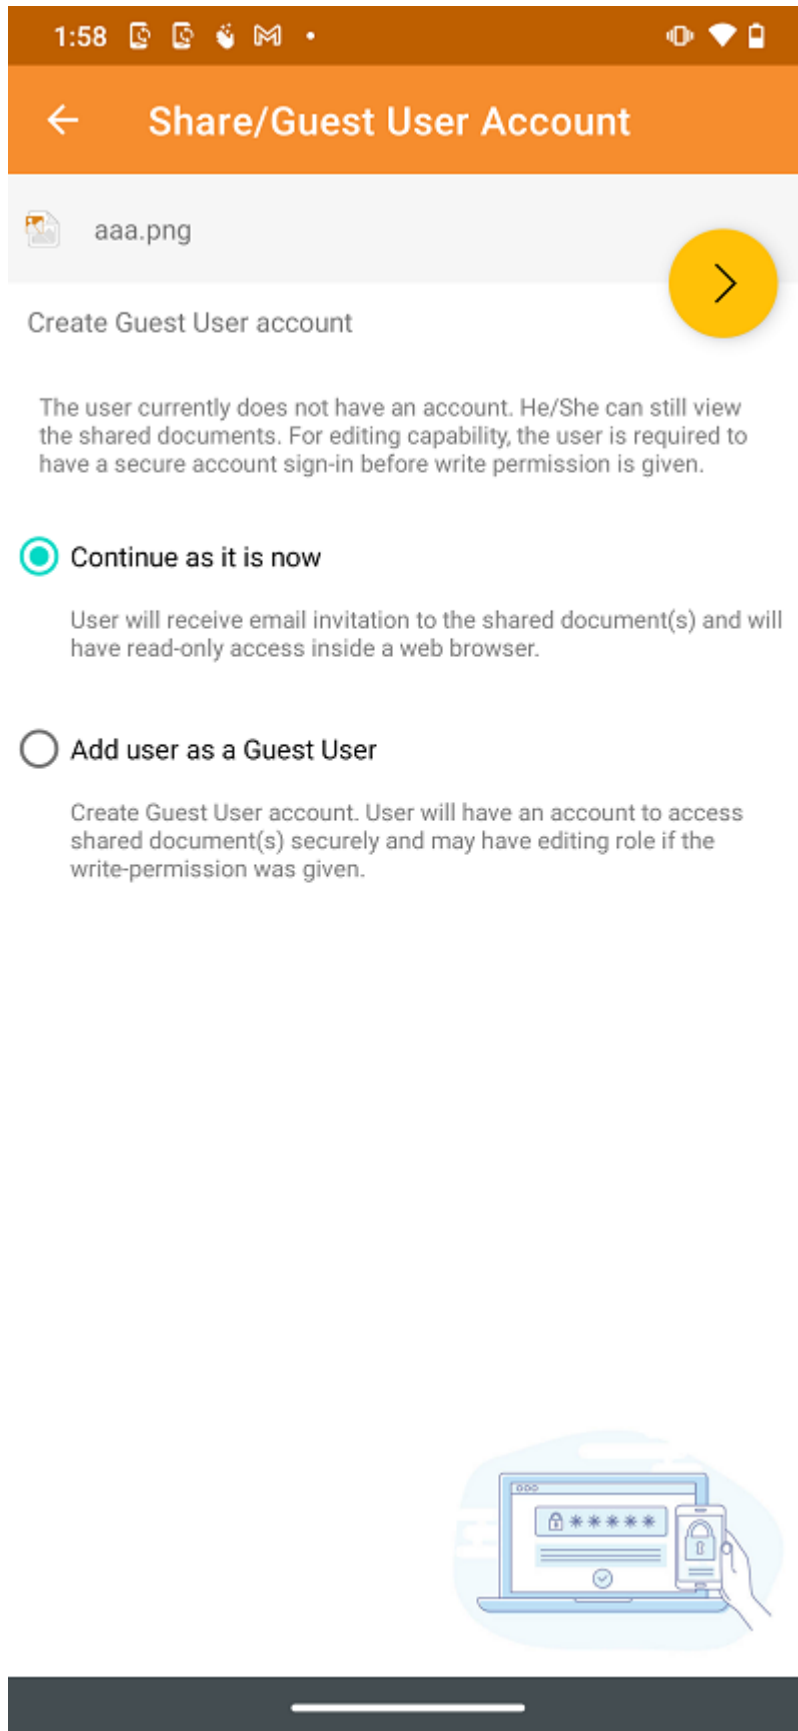 1:58
Share/Guest User Account
aaa.png
Create Guest User account
The user currently does not have an account. He/She can still view
the shared documents. For editing capability, the user is required to
have a secure account sign-in before write permission is given.
Continue as it is now
User will receive email invitation to the shared document(s) and will
have read-only access inside a web browser.
Add user as a Guest User
Create Guest User account. User will have an account to access
shared document(s) securely and may have editing role if the
write-permission was given.
*****